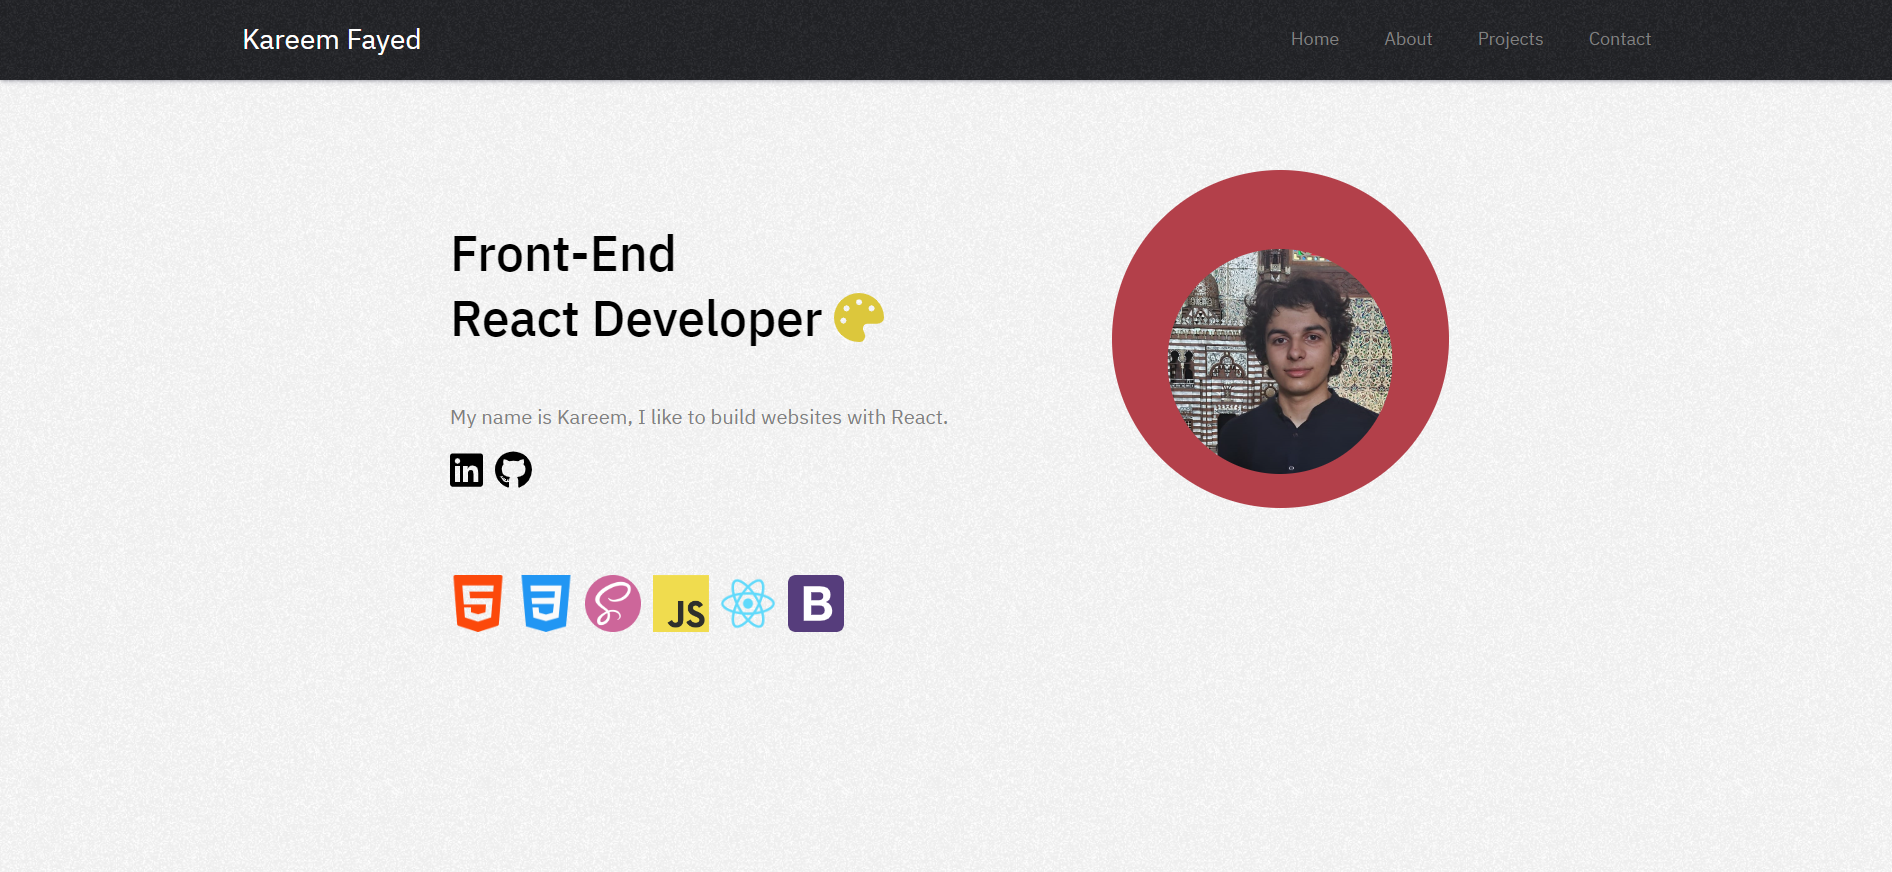 Kareem Fayed
Home About Projects Contact
Front-End
React Developer
My name is Kareem, I like to build websites with React.
in
5
3
S
JS
B